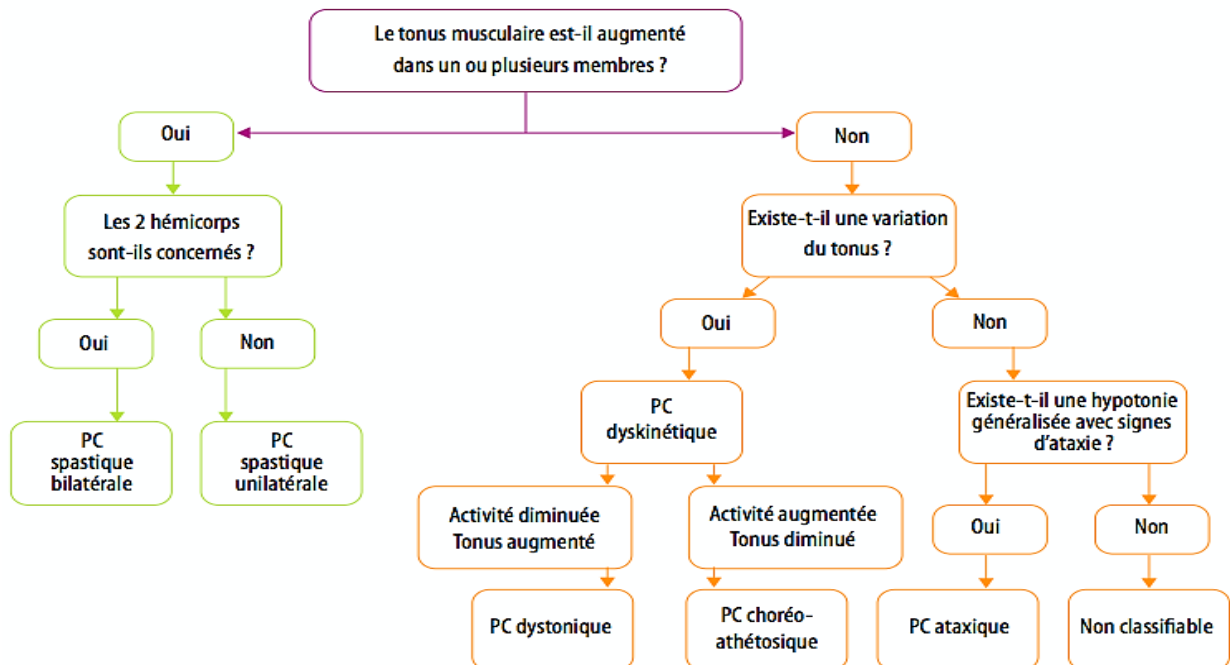 Le tonus musculaire est-il augmenté
dans un ou plusieurs membres ?
Oui
Non
Les 2 hémicorps
sont-ils concernés ?
Existe-t-il une variation
du tonus ?
Oui
Non
Oui
Non
PC
spastique
bilatérale
PC
spastique
unilatérale
PC
dyskinétique
Existe-t-il une hypotonie
généralisée avec signes
d'ataxie ?
Activité diminuée
Tonus augmenté
Activité augmentée
Tonus diminué
Oui
Non
PC dystonique
PC choréo-
athétosique
PC ataxique
Non classifiable